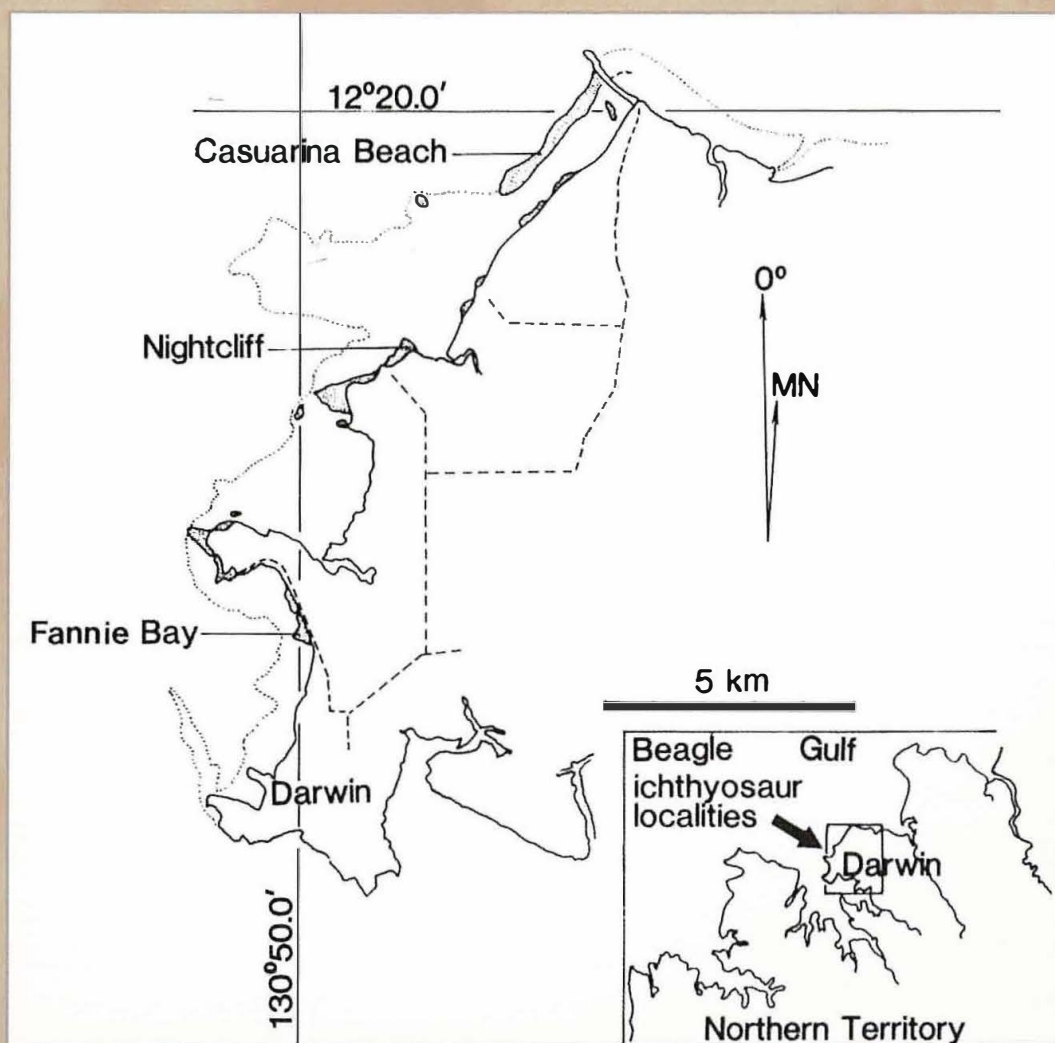 12°20.0'
Casuarina Beach
0°
Nightcliff
MN
Fannie Bay
5 km
Darwin
130°50.0'
Beagle Gulf
ichthyosaur
localities
Darwin
Northern Territory